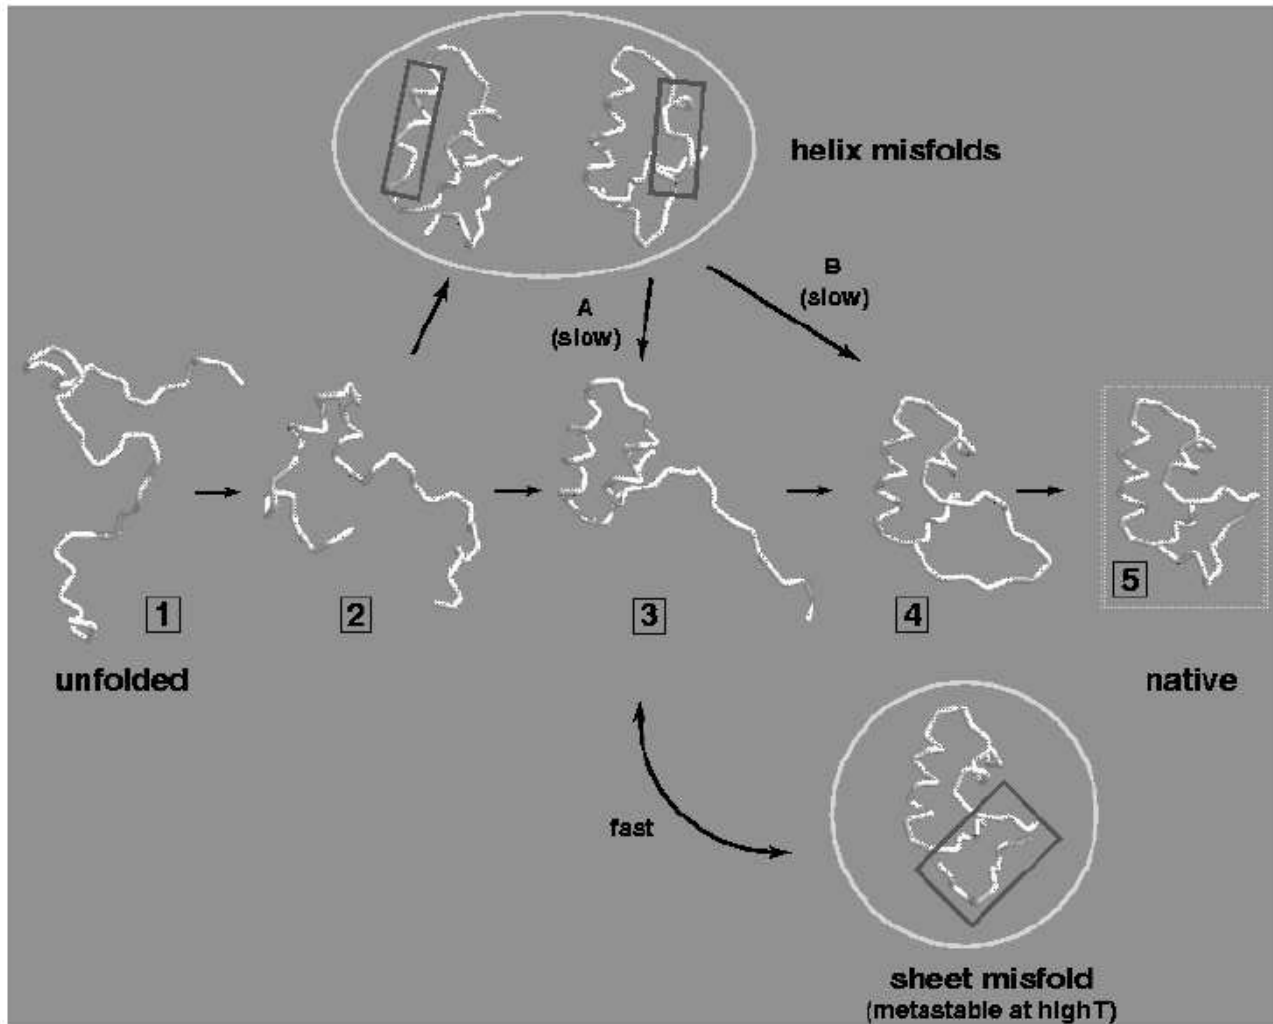 helix misfolds
A
(slow)
B
(slow)
1
2
3
4
5
unfolded
native
fast
sheet misfold
(metastable at high T)